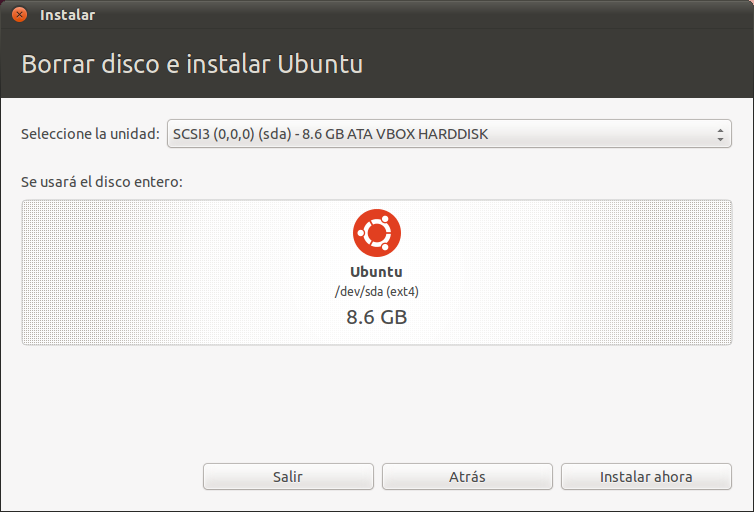 Instalar
Borrar disco e instalar Ubuntu
Seleccione la unidad: SCSI3 (0,0,0) (sda) - 8.6 GB ATA VBOX HARDDISK
Se usará el disco entero:
Ubuntu
/dev/sda (ext4)
8.6 GB
Salir Atrás Instalar ahora